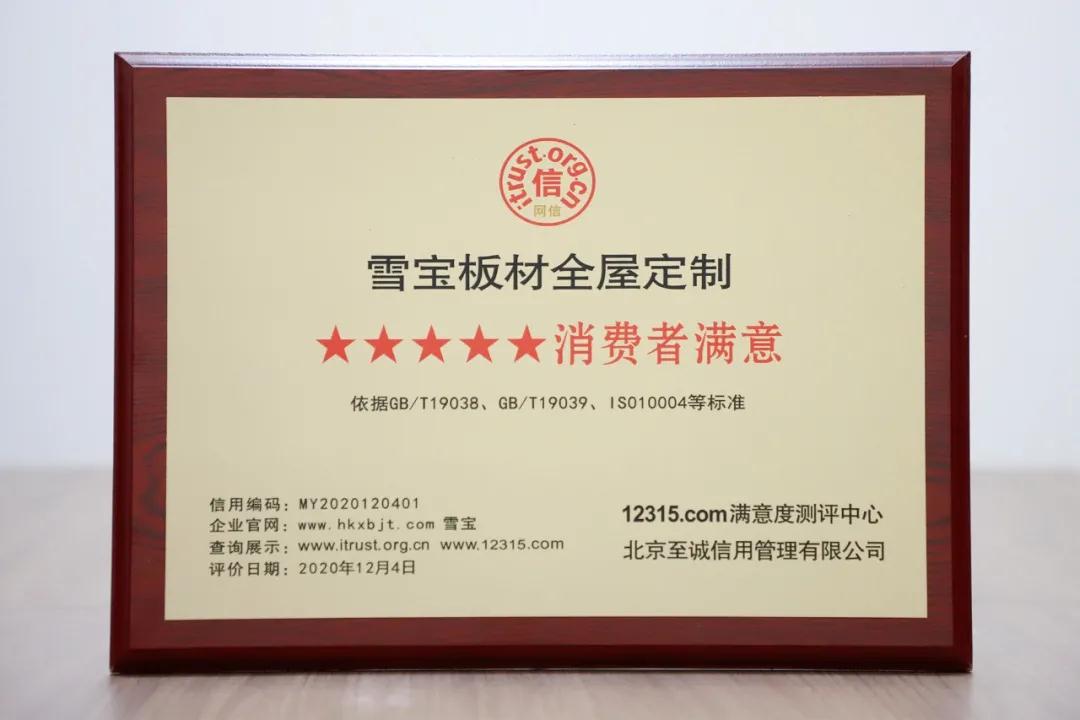 itrust.org.cn
信
网信
雪宝板材全屋定制
★★★★★消费者满意
依据GB/T19038、GB/T19039、ISO10004等标准
信用编码：MY2020120401
企业官网：www.hkxbjt.com 雪宝
查询展示：www.itrust.org.cn www.12315.com
评价日期：2020年12月4日
12315.com满意度测评中心
北京至诚信用管理有限公司